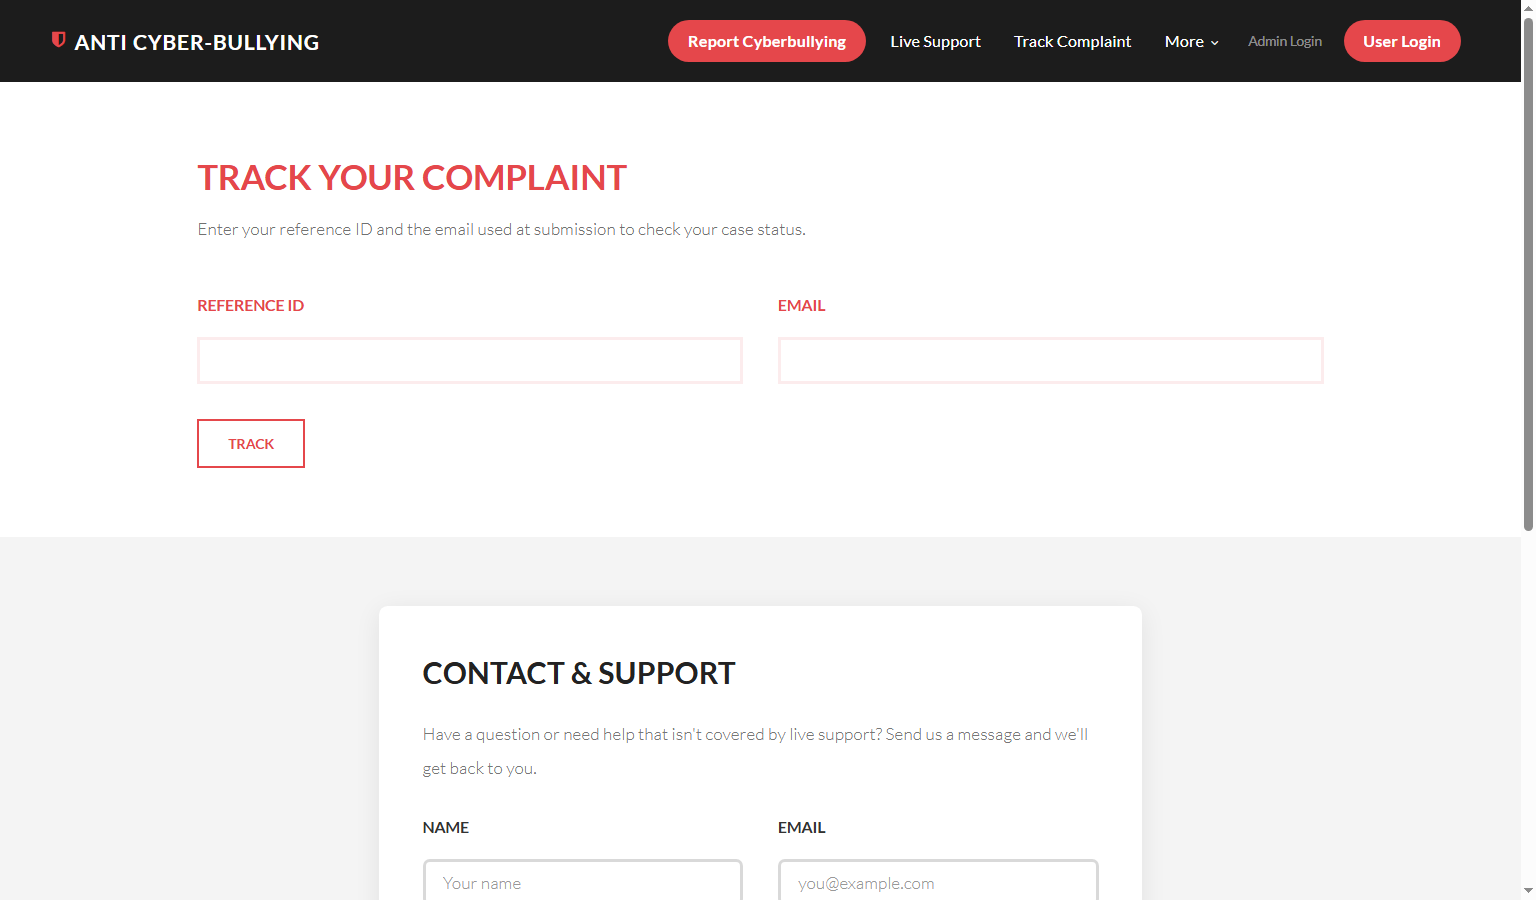 ANTI CYBER-BULLYING
Report Cyberbullying
Live Support
Track Complaint
More
Admin Login
User Login
TRACK YOUR COMPLAINT
Enter your reference ID and the email used at submission to check your case status.
REFERENCE ID
EMAIL
TRACK
CONTACT & SUPPORT
Have a question or need help that isn't covered by live support? Send us a message and we'll
get back to you.
NAME
EMAIL
Your name
you@example.com